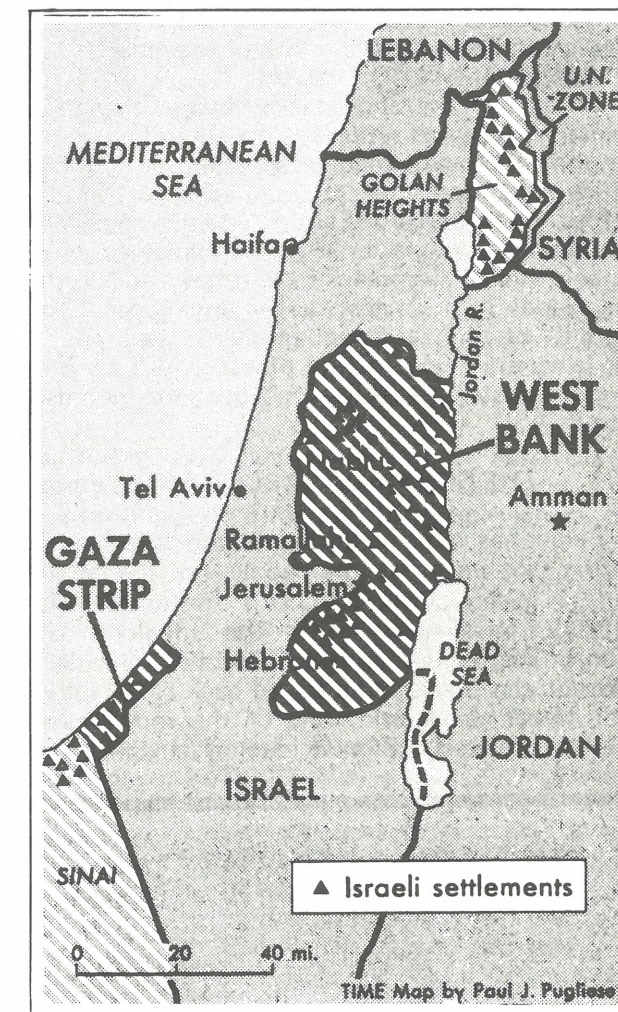 LEBANON
U.N.
ZONE
MEDITERRANEAN
SEA
GOLAN
HEIGHTS
Haifa
SYRIA
Jordan R.
WEST
BANK
Nablus
Tel Aviv
Amman
GAZA
STRIP
Ramallah
Jerusalem
Hebron
DEAD
SEA
JORDAN
ISRAEL
SINAI
▲ Israeli settlements
0 20 40 mi.
TIME Map by Paul J. Pugliese